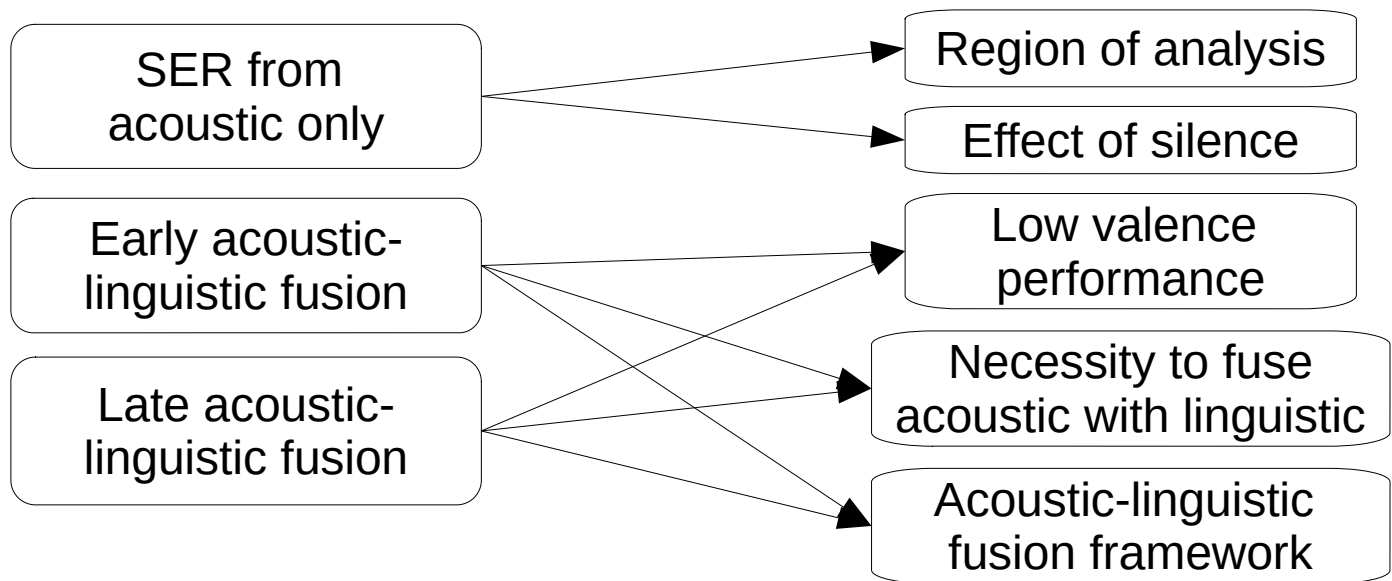 SER from
acoustic only
Early acoustic-
linguistic fusion
Late acoustic-
linguistic fusion
Region of analysis
Effect of silence
Low valence
performance
Necessity to fuse
acoustic with linguistic
Acoustic-linguistic
fusion framework